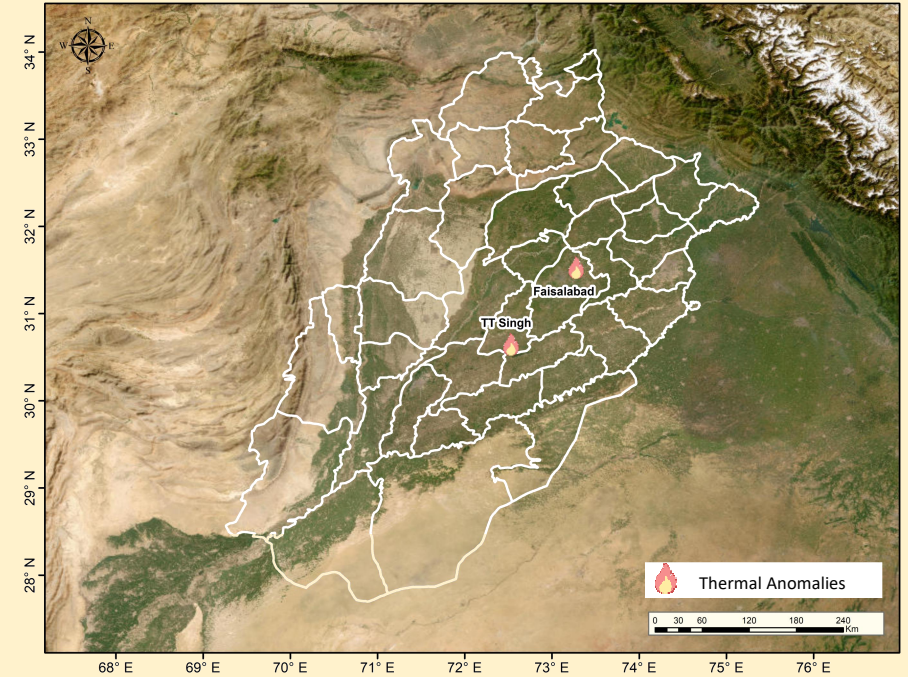 N
W E
S
34° N
33° N
32° N
31° N
30° N
29° N
28° N
Faisalabad
TT Singh
Thermal Anomalies
0 30 60 120 180 240
Km
68° E 69° E 70° E 71° E 72° E 73° E 74° E 75° E 76° E